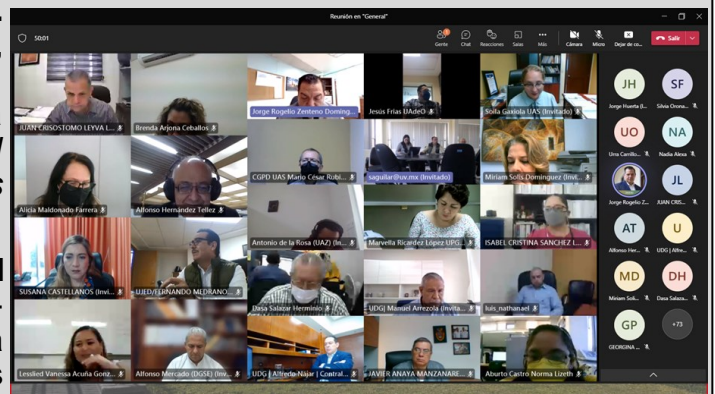 Reunión en "General"
50:01
Gente
Chat
Reacciones
Salas
Más
Cámara
Micro
Dejar de co...
Salir
JUAN CRISOSTOMO LEYVA L...
Brenda Arjona Ceballos
Jorge Rogelio Zenteno Doming...
Jesús Frías UAdeO
Soila Gaxiola UAS (Invitado)
Alicia Maldonado Farrera
Alfonso Hernández Tellez
CGPD UAS Mario César Rubi...
saguilar@uv.mx (Invitado)
Miriam Solis Domínguez (Invit...
SUSANA CASTELLANOS (Invi...
UJED/FERNANDO MEDRANO...
Antonio de la Rosa (UAZ) (In...
Marvella Ricardez López UPG...
ISABEL CRISTINA SANCHEZ L...
Dasa Salazar Herminio
UDG| Manuel Arrezola (Invita...
luis_nathanael
Lesslied Vanessa Acuña Gonz...
Alfonso Mercado (DGSE) (Inv...
UDG | Alfredo Nájar | Contral...
JAVIER ANAYA MANZANARE...
Aburto Castro Norma Lizeth
JH
SF
Jorge Huerta (I...
Silvia Orona...
UO
NA
Urra Carrillo...
Nadia Alexa
JL
Jorge Rogelio Z...
JUAN CRIS...
AT
U
Alfonso Her...
UDG | Alfre...
MD
DH
Miriam Soli...
Dasa Salaza...
GP
+73
GEORGINA ...